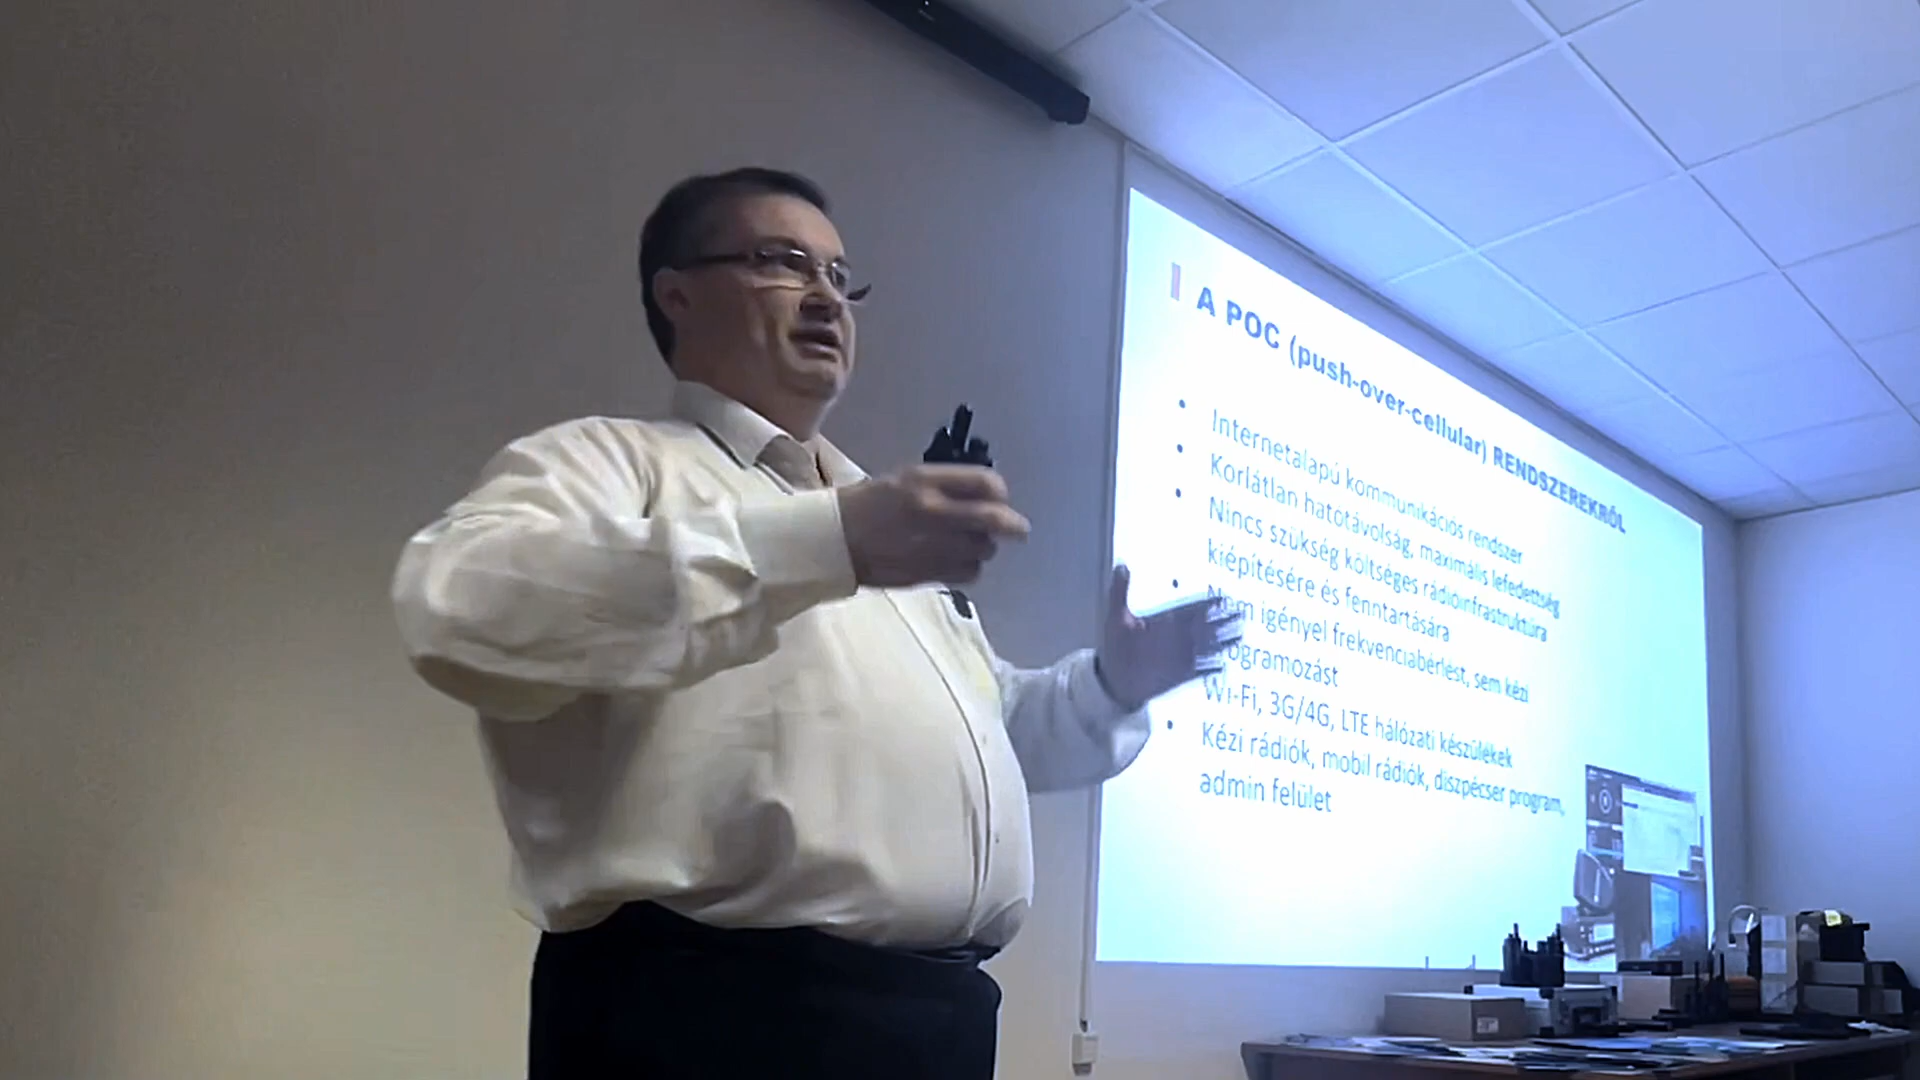 A POC (push-over-cellular) RENDSZEREKRŐL
Internetalapú kommunikációs rendszer
Korlátlan hatótávolság, maximális lefedettség
Nincs szükség költséges rádióinfrastruktúra
kiépítésére és fenntartására
Nem igényel frekvenciabérlést, sem kézi
programozást
Wi-Fi, 3G/4G, LTE hálózati készülékek
Kézi rádiók, mobil rádiók, diszpécser program,
admin felület